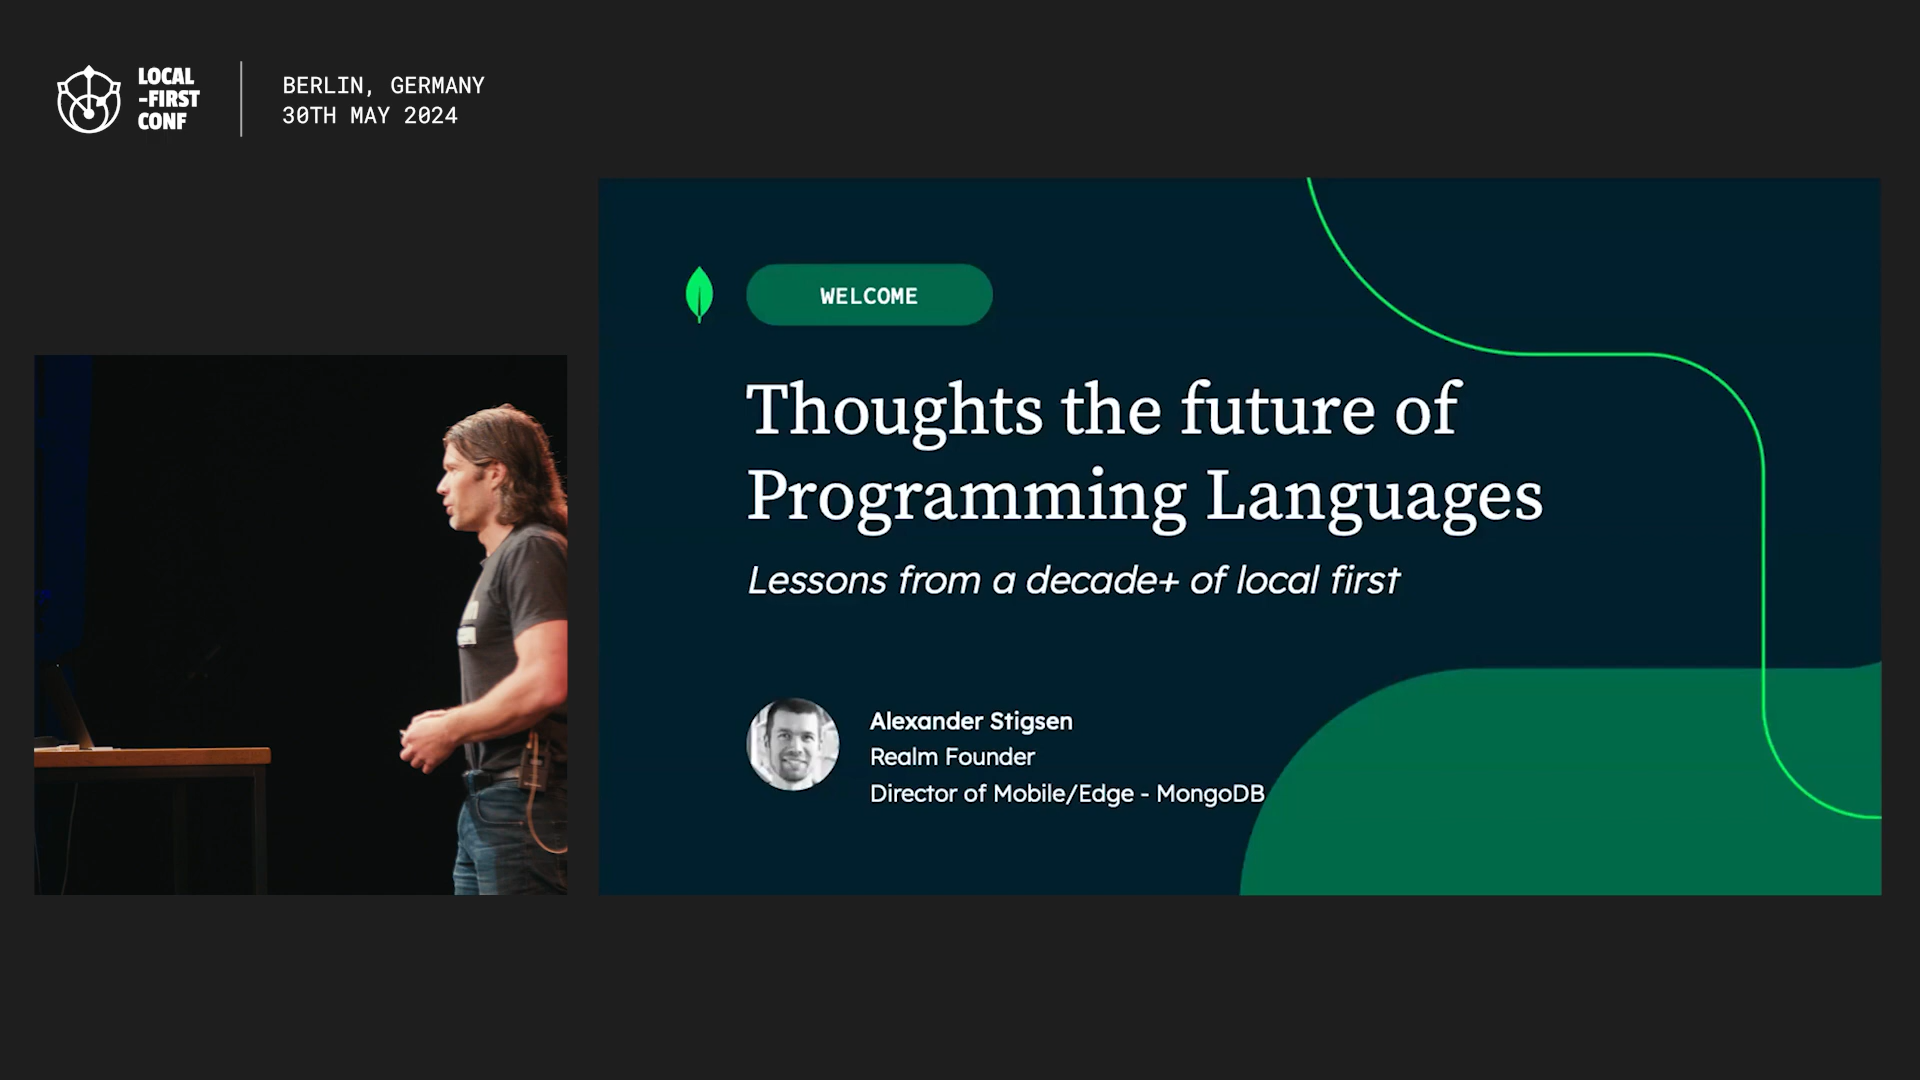 LOCAL
-FIRST
CONF
BERLIN, GERMANY
30TH MAY 2024
WELCOME
Thoughts the future of
Programming Languages
Lessons from a decade+ of local first
Alexander Stigsen
Realm Founder
Director of Mobile/Edge - MongoDB